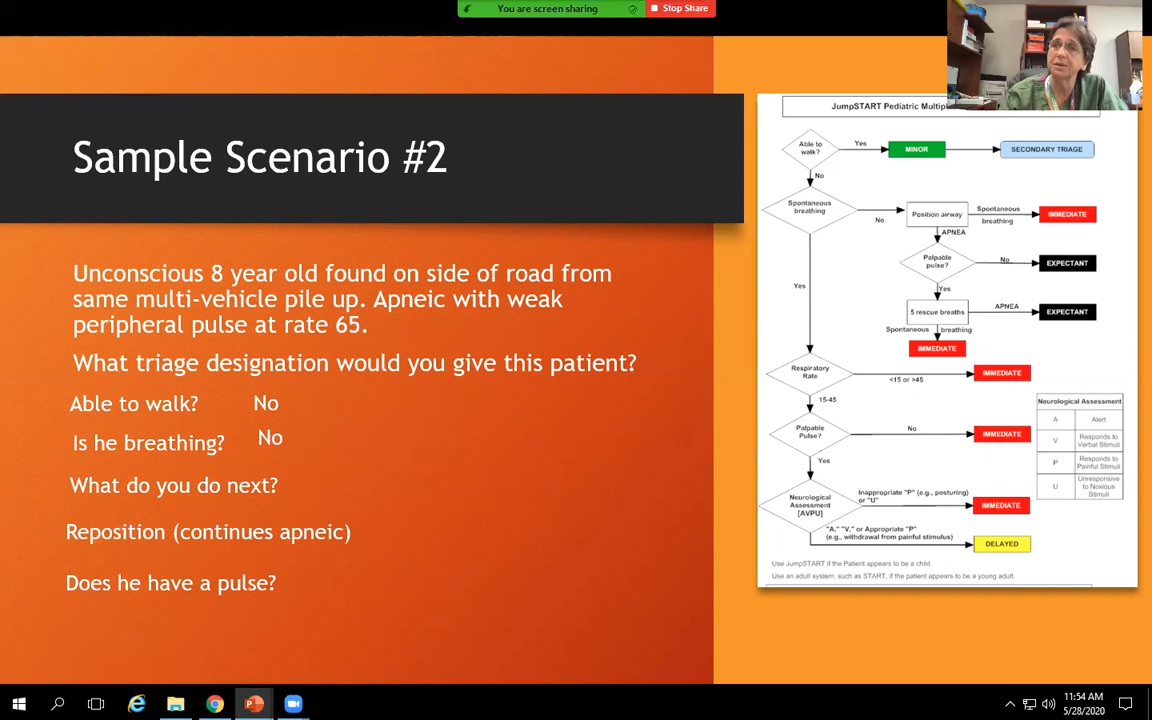 You are screen sharing
Stop Share
Sample Scenario #2
Unconscious 8 year old found on side of road from
same multi-vehicle pile up. Apneic with weak
peripheral pulse at rate 65.
What triage designation would you give this patient?
Able to walk? No
Is he breathing? No
What do you do next?
Reposition (continues apneic)
Does he have a pulse?
JumpSTART Pediatric
Able to
walk?
Yes
MINOR
SECONDARY TRIAGE
No
Spontaneous
breathing
No
Position airway
Spontaneous
breathing
IMMEDIATE
APNEA
Palpable
pulse?
No
EXPECTANT
Yes
Yes
5 rescue breaths
APNEA
EXPECTANT
Spontaneous breathing
IMMEDIATE
Respiratory
Rate
<15 or >45
IMMEDIATE
15-45
Palpable
Pulse?
No
IMMEDIATE
Yes
Neurological
Assessment
[AVPU]
Inappropriate "P" (e.g., posturing)
or "U"
IMMEDIATE
"A," "V," or Appropriate "P"
(e.g., withdrawal from painful stimulus)
DELAYED
Neurological Assessment
A Alert
V Responds to
Verbal Stimuli
P Responds to
Painful Stimuli
U Unresponsive
to Noxious
Stimuli
Use JumpSTART if the Patient appears to be a child.
Use an adult system, such as START, if the patient appears to be a young adult.
11:54 AM
5/28/2020